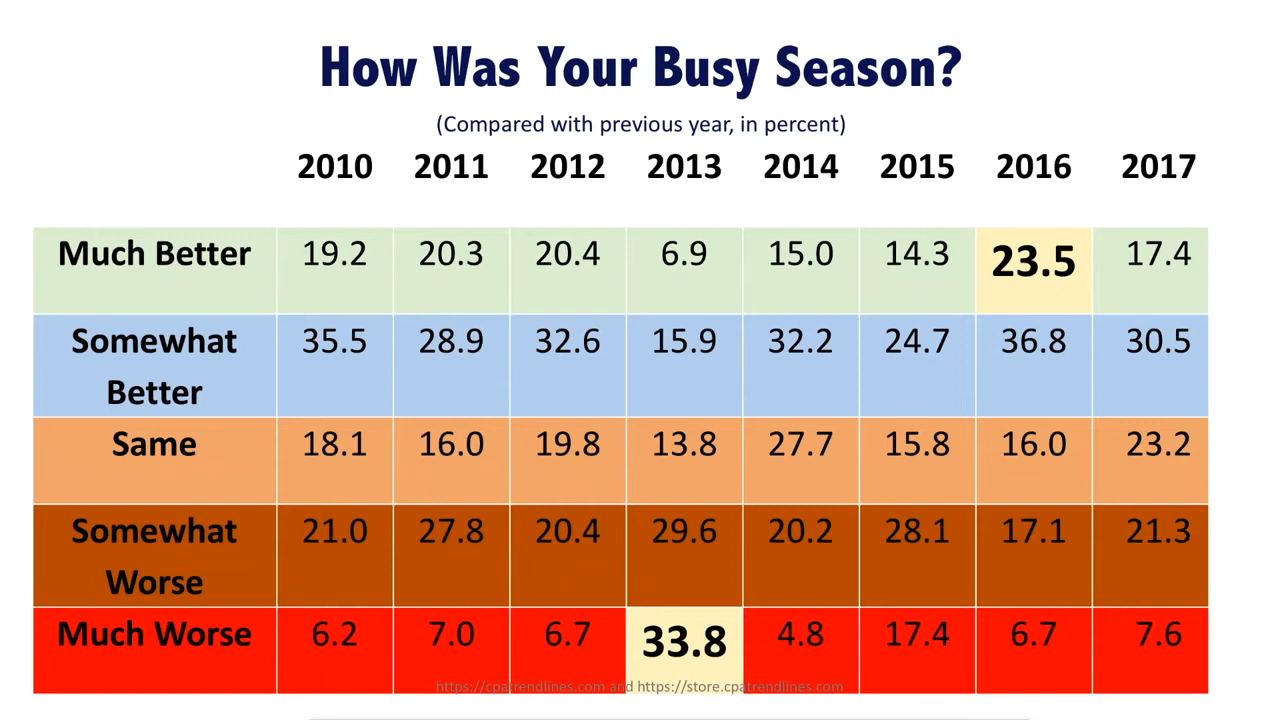 How Was Your Busy Season?
(Compared with previous year, in percent)
2010 2011 2012 2013 2014 2015 2016 2017
Much Better 19.2 20.3 20.4 6.9 15.0 14.3 23.5 17.4
Somewhat 35.5 28.9 32.6 15.9 32.2 24.7 36.8 30.5
Better
Same 18.1 16.0 19.8 13.8 27.7 15.8 16.0 23.2
Somewhat 21.0 27.8 20.4 29.6 20.2 28.1 17.1 21.3
Worse
Much Worse 6.2 7.0 6.7 33.8 4.8 17.4 6.7 7.6
https://cpatrendlines.com and https://store.cpatrendlines.com